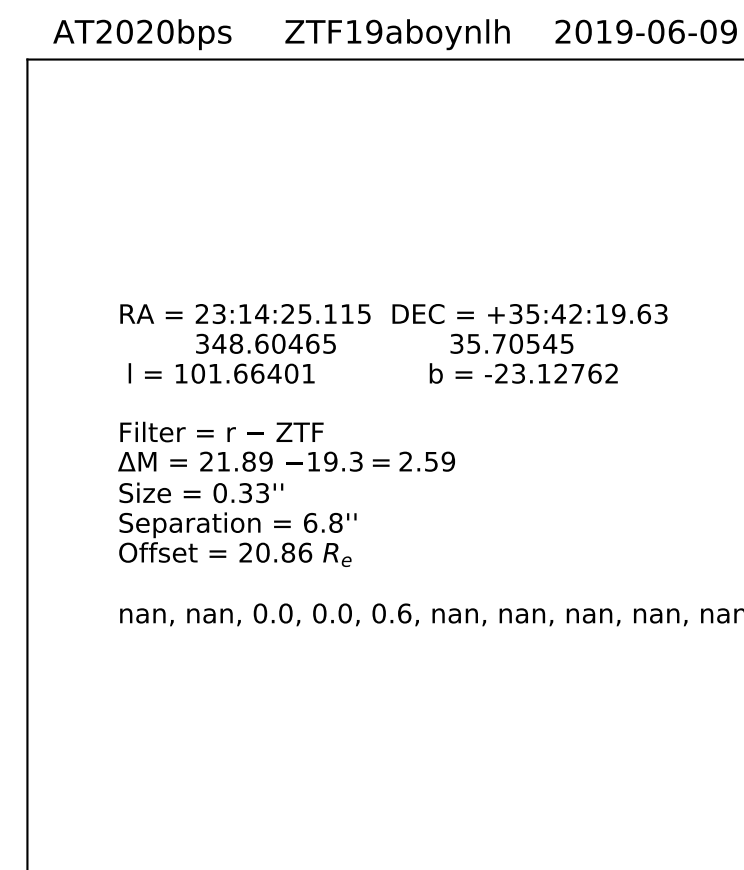 AT2020bps ZTF19aboynlh 2019-06-09
RA = 23:14:25.115 DEC = +35:42:19.63
348.60465 35.70545
l = 101.66401 b = -23.12762
Filter = r − ZTF
ΔM = 21.89 −19.3 = 2.59
Size = 0.33''
Separation = 6.8''
Offset = 20.86 Rₑ
nan, nan, 0.0, 0.0, 0.6, nan, nan, nan, nan, nan